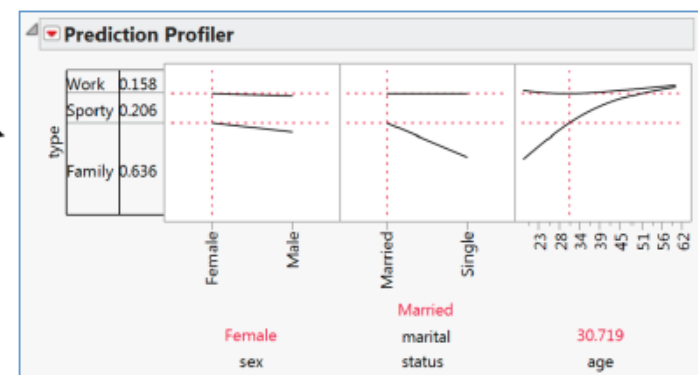 Prediction Profiler
type
Work 0.158
Sporty 0.206
Family 0.636
Female
Male
Married
Single
23
28
34
39
45
51
56
62
Female
sex
Married
marital
status
30.719
age